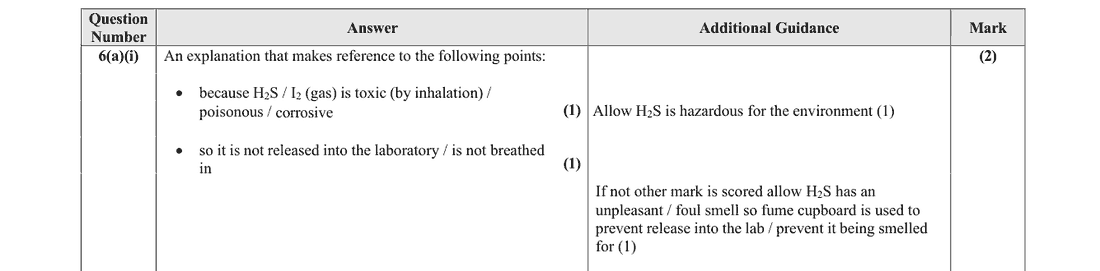 Question Number
Answer
Additional Guidance
Mark
6(a)(i)
An explanation that makes reference to the following points:
(2)
• because H₂S / I₂ (gas) is toxic (by inhalation) /
poisonous / corrosive
(1)
Allow H₂S is hazardous for the environment (1)
• so it is not released into the laboratory / is not breathed
in
(1)
If not other mark is scored allow H₂S has an
unpleasant / foul smell so fume cupboard is used to
prevent release into the lab / prevent it being smelled
for (1)